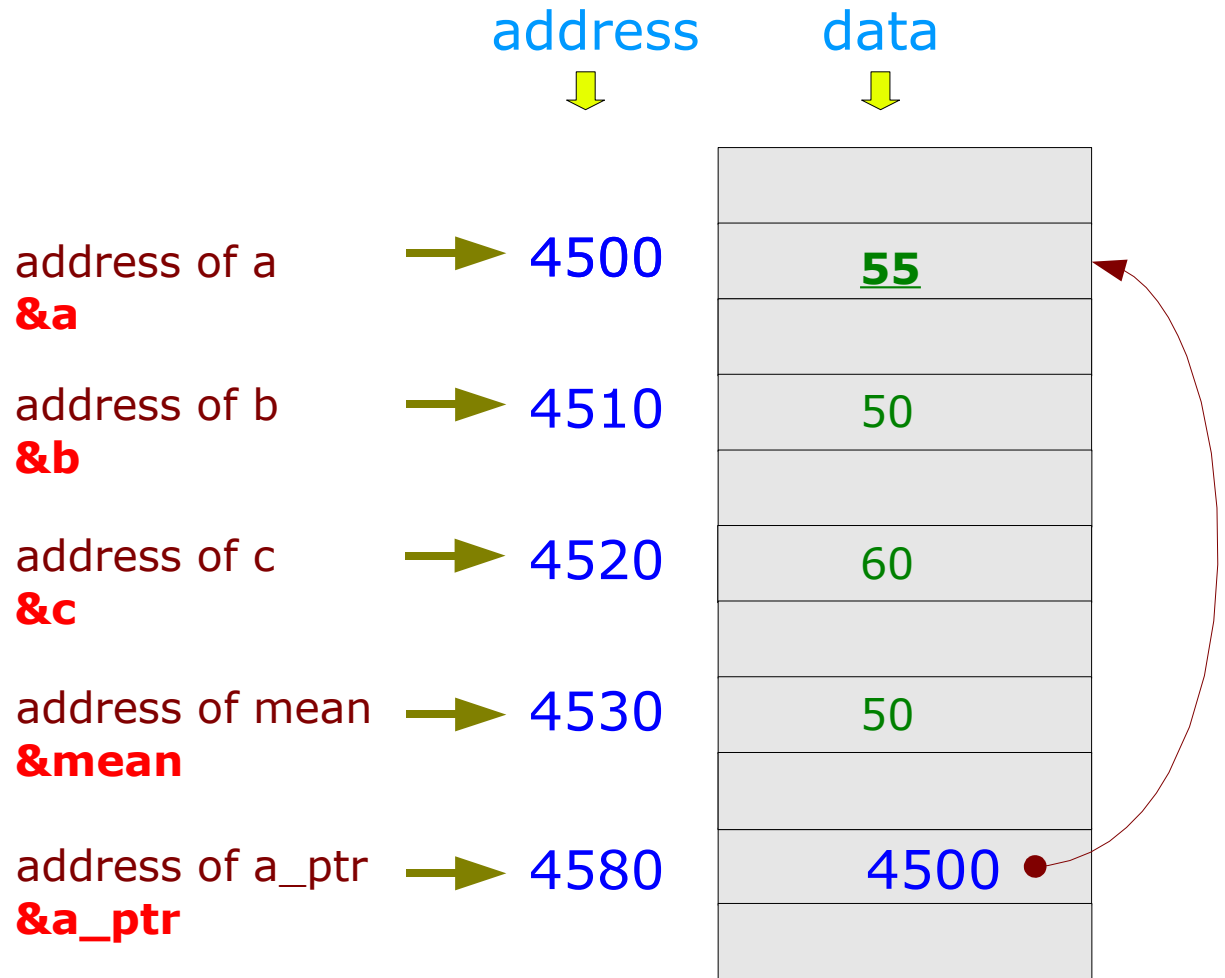 address data
address of a 4500 55
&a
address of b 4510 50
&b
address of c 4520 60
&c
address of mean 4530 50
&mean
address of a_ptr 4580 4500
&a_ptr